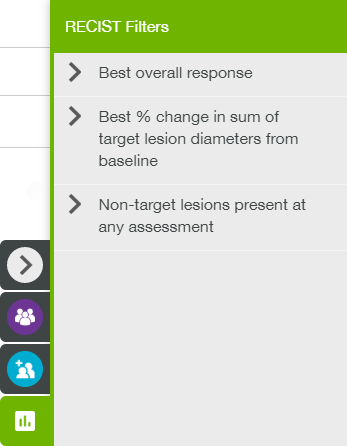 RECIST Filters
Best overall response
Best % change in sum of
target lesion diameters from
baseline
Non-target lesions present at
any assessment